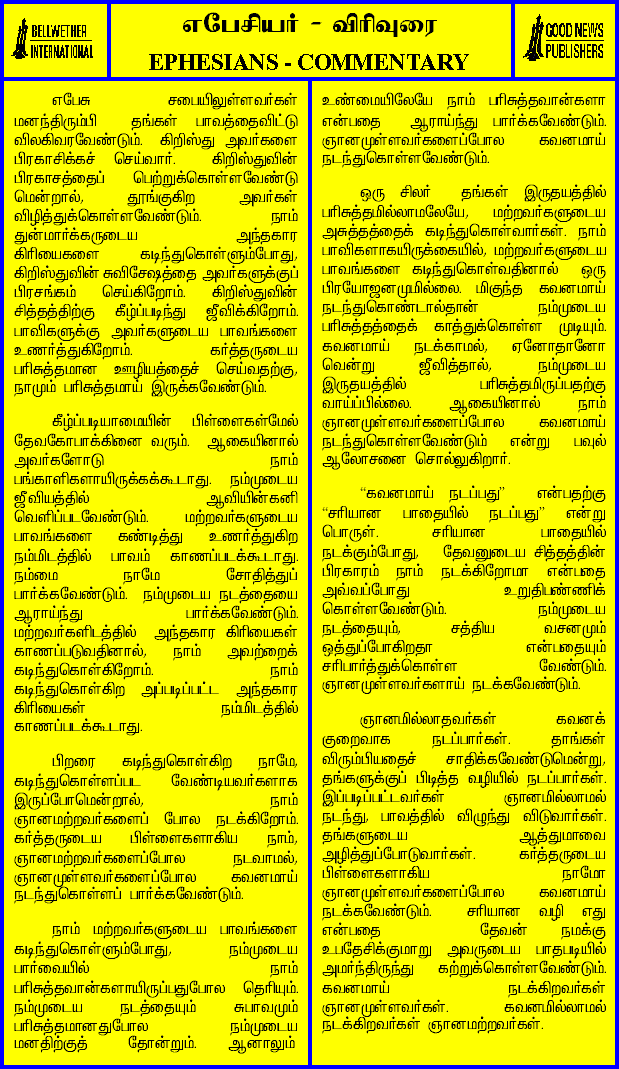 BELLWETHER
INTERNATIONAL
எபேசியர் - விரிவுரை
EPHESIANS - COMMENTARY
GOOD NEWS
PUBLISHERS
எபேசு சபையிலுள்ளவர்கள்
மனந்திரும்பி தங்கள் பாவத்தைவிட்டு
விலகிவரவேண்டும். கிறிஸ்து அவர்களை
பிரகாசிக்கச் செய்வார். கிறிஸ்துவின்
பிரகாசத்தைப் பெற்றுக்கொள்ளவேண்டு
மென்றால், தூங்குகிற அவர்கள்
விழித்துக்கொள்ளவேண்டும். நாம்
துன்மார்க்கருடைய அந்தகார
கிரியைகளை கடிந்துகொள்ளும்போது,
கிறிஸ்துவின் சுவிசேஷத்தை அவர்களுக்குப்
பிரசங்கம் செய்கிறோம். கிறிஸ்துவின்
சித்தத்திற்கு கீழ்ப்படிந்து ஜீவிக்கிறோம்.
பாவிகளுக்கு அவர்களுடைய பாவங்களை
உணர்த்துகிறோம். கர்த்தருடைய
பரிசுத்தமான ஊழியத்தைச் செய்வதற்கு,
நாமும் பரிசுத்தமாய் இருக்கவேண்டும்.
கீழ்ப்படியாமையின் பிள்ளைகள்மேல்
தேவகோபாக்கினை வரும். ஆகையினால்
அவர்களோடு நாம்
பங்காளிகளாயிருக்கக்கூடாது. நம்முடைய
ஜீவியத்தில் ஆவியின்கனி
வெளிப்படவேண்டும். மற்றவர்களுடைய
பாவங்களை கண்டித்து உணர்த்துகிற
நம்மிடத்தில் பாவம் காணப்படக்கூடாது.
நம்மை நாமே சோதித்துப்
பார்க்கவேண்டும். நம்முடைய நடத்தையை
ஆராய்ந்து பார்க்கவேண்டும்.
மற்றவர்களிடத்தில் அந்தகார கிரியைகள்
காணப்படுவதினால், நாம் அவற்றைக்
கடிந்துகொள்கிறோம். நாம்
கடிந்துகொள்கிற அப்படிப்பட்ட அந்தகார
கிரியைகள் நம்மிடத்தில்
காணப்படக்கூடாது.
பிறரை கடிந்துகொள்கிற நாமே,
கடிந்துகொள்ளப்பட வேண்டியவர்களாக
இருப்போமென்றால், நாம்
ஞானமற்றவர்களைப் போல நடக்கிறோம்.
கர்த்தருடைய பிள்ளைகளாகிய நாம்,
ஞானமற்றவர்களைப்போல நடவாமல்,
ஞானமுள்ளவர்களைப்போல கவனமாய்
நடந்துகொள்ளப் பார்க்கவேண்டும்.
நாம் மற்றவர்களுடைய பாவங்களை
கடிந்துகொள்ளும்போது, நம்முடைய
பார்வையில் நாம்
பரிசுத்தவான்களாயிருப்பதுபோல தெரியும்.
நம்முடைய நடத்தையும் சுபாவமும்
பரிசுத்தமானதுபோல நம்முடைய
மனதிற்குத் தோன்றும். ஆனாலும்
உண்மையிலேயே நாம் பரிசுத்தவான்களா
என்பதை ஆராய்ந்து பார்க்கவேண்டும்.
ஞானமுள்ளவர்களைப்போல கவனமாய்
நடந்துகொள்ளவேண்டும்.
ஒரு சிலர் தங்கள் இருதயத்தில்
பரிசுத்தமில்லாமலேயே, மற்றவர்களுடைய
அசுத்தத்தைக் கடிந்துகொள்வார்கள். நாம்
பாவிகளாகயிருக்கையில், மற்றவர்களுடைய
பாவங்களை கடிந்துகொள்வதினால் ஒரு
பிரயோஜனமுமில்லை. மிகுந்த கவனமாய்
நடந்துகொண்டால்தான் நம்முடைய
பரிசுத்தத்தைக் காத்துக்கொள்ள முடியும்.
கவனமாய் நடக்காமல், ஏனோதானோ
வென்று ஜீவித்தால், நம்முடைய
இருதயத்தில் பரிசுத்தமிருப்பதற்கு
வாய்ப்பில்லை. ஆகையினால் நாம்
ஞானமுள்ளவர்களைப்போல கவனமாய்
நடந்துகொள்ளவேண்டும் என்று பவுல்
ஆலோசனை சொல்லுகிறார்.
“கவனமாய் நடப்பது” என்பதற்கு
“சரியான பாதையில் நடப்பது” என்று
பொருள். சரியான பாதையில்
நடக்கும்போது, தேவனுடைய சித்தத்தின்
பிரகாரம் நாம் நடக்கிறோமா என்பதை
அவ்வப்போது உறுதிபண்ணிக்
கொள்ளவேண்டும். நம்முடைய
நடத்தையும், சத்திய வசனமும்
ஒத்துப்போகிறதா என்பதையும்
சரிபார்த்துக்கொள்ள வேண்டும்.
ஞானமுள்ளவர்களாய் நடக்கவேண்டும்.
ஞானமில்லாதவர்கள் கவனக்
குறைவாக நடப்பார்கள். தாங்கள்
விரும்பியதைச் சாதிக்கவேண்டுமென்று,
தங்களுக்குப் பிடித்த வழியில் நடப்பார்கள்.
இப்படிப்பட்டவர்கள் ஞானமில்லாமல்
நடந்து, பாவத்தில் விழுந்து விடுவார்கள்.
தங்களுடைய ஆத்துமாவை
அழித்துப்போடுவார்கள். கர்த்தருடைய
பிள்ளைகளாகிய நாமோ
ஞானமுள்ளவர்களைப்போல கவனமாய்
நடக்கவேண்டும். சரியான வழி எது
என்பதை தேவன் நமக்கு
உபதேசிக்குமாறு அவருடைய பாதபடியில்
அமர்ந்திருந்து கற்றுக்கொள்ளவேண்டும்.
கவனமாய் நடக்கிறவர்கள்
ஞானமுள்ளவர்கள். கவனமில்லாமல்
நடக்கிறவர்கள் ஞானமற்றவர்கள்.